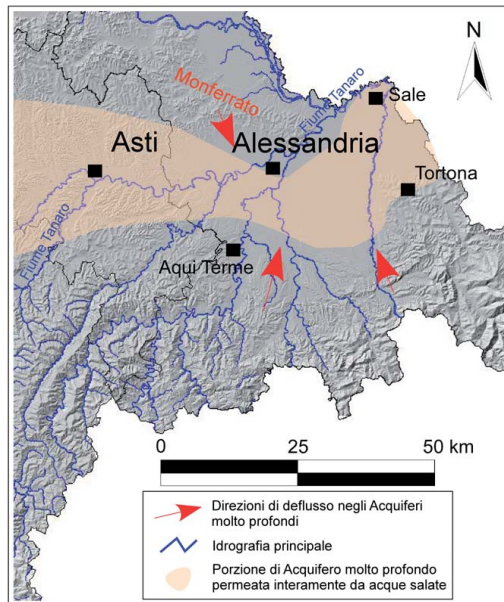 N
Monferrato
Fiume Tanaro
Sale
Asti
Alessandria
Tortona
Fiume Tanaro
Aqui Terme
0 25 50 km
Direzioni di deflusso negli Acquiferi
molto profondi
Idrografia principale
Porzione di Acquifero molto profondo
permeata interamente da acque salate